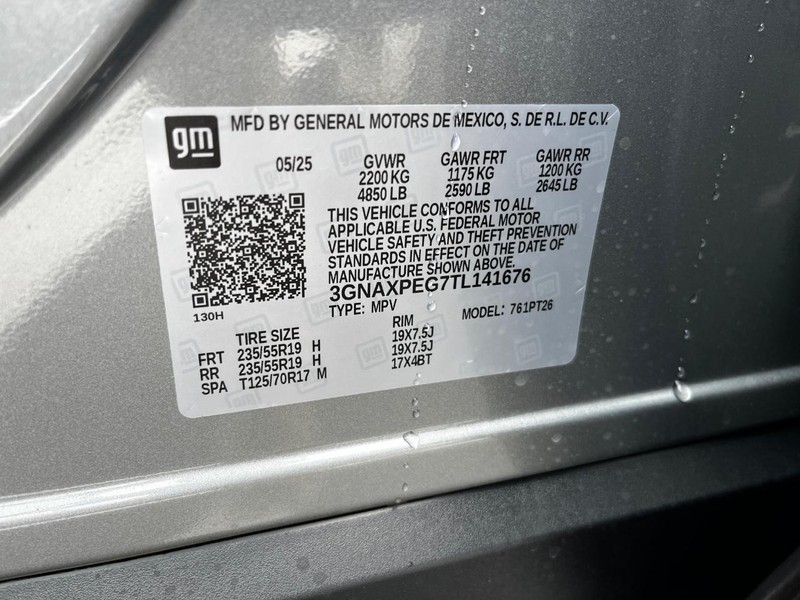 gm
MFD BY GENERAL MOTORS DE MEXICO, S. DE R.L. DE C.V.
05/25
GVWR GAWR FRT GAWR RR
2200 KG 1175 KG 1200 KG
4850 LB 2590 LB 2645 LB
THIS VEHICLE CONFORMS TO ALL
APPLICABLE U.S. FEDERAL MOTOR
VEHICLE SAFETY AND THEFT PREVENTION
STANDARDS IN EFFECT ON THE DATE OF
MANUFACTURE SHOWN ABOVE.
3GNAXPEG7TL141676
TYPE: MPV MODEL: 761PT26
130H
TIRE SIZE RIM
FRT 235/55R19 H 19X7.5J
RR 235/55R19 H 19X7.5J
SPA T125/70R17 M 17X4BT